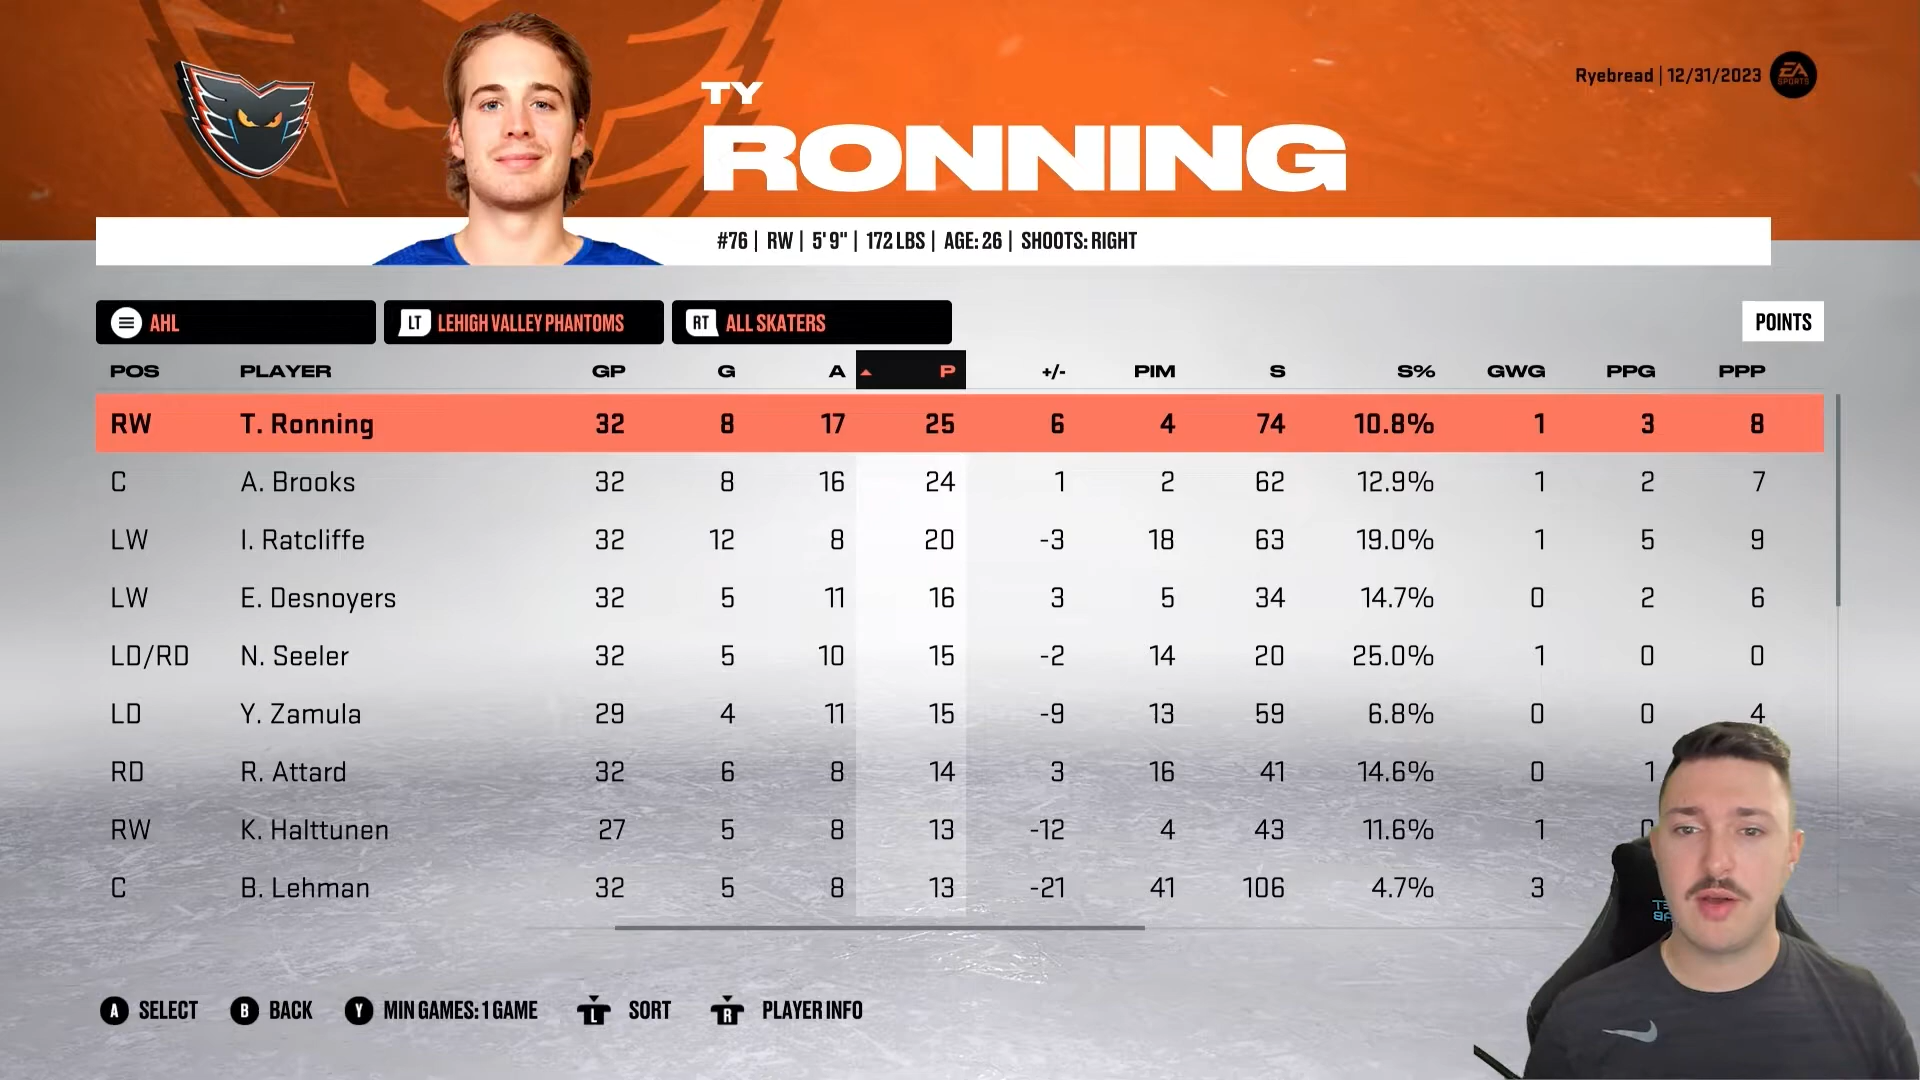 TY
RONNING
Ryebread | 12/31/2023
EA SPORTS
#76 | RW | 5'9" | 172 LBS | AGE: 26 | SHOOTS: RIGHT
AHL LT LEHIGH VALLEY PHANTOMS RT ALL SKATERS POINTS
POS PLAYER GP G A P +/- PIM S S% GWG PPG PPP
RW T. Ronning 32 8 17 25 6 4 74 10.8% 1 3 8
C A. Brooks 32 8 16 24 1 2 62 12.9% 1 2 7
LW I. Ratcliffe 32 12 8 20 -3 18 63 19.0% 1 5 9
LW E. Desnoyers 32 5 11 16 3 5 34 14.7% 0 2 6
LD/RD N. Seeler 32 5 10 15 -2 14 20 25.0% 1 0 0
LD Y. Zamula 29 4 11 15 -9 13 59 6.8% 0 0 4
RD R. Attard 32 6 8 14 3 16 41 14.6% 0 1
RW K. Halttunen 27 5 8 13 -12 4 43 11.6% 1 0
C B. Lehman 32 5 8 13 -21 41 106 4.7% 3
A SELECT B BACK Y MIN GAMES: 1 GAME L SORT R PLAYER INFO